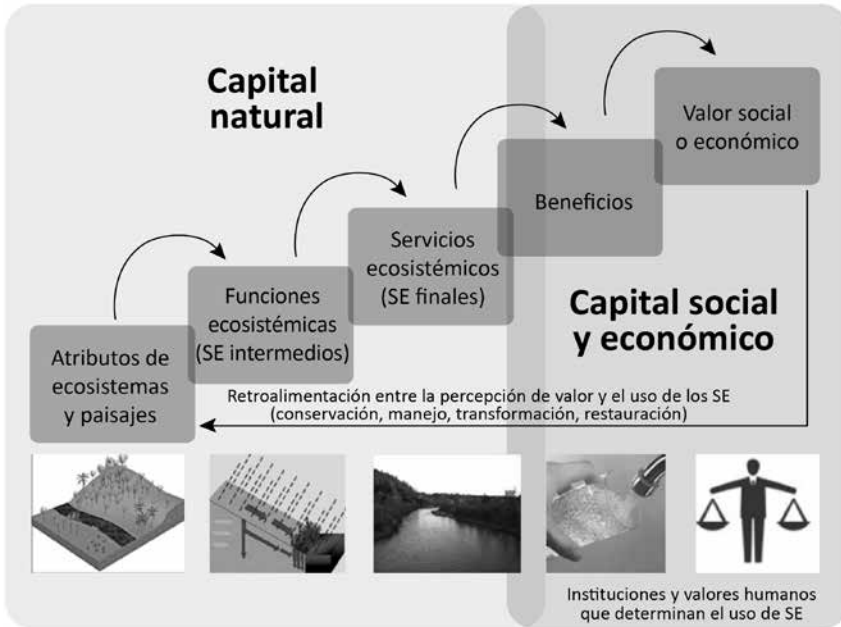 Capital
natural
Atributos de
ecosistemas
y paisajes
Funciones
ecosistémicas
(SE intermedios)
Servicios
ecosistémicos
(SE finales)
Beneficios
Valor social
o económico
Capital social
y económico
Retroalimentación entre la percepción de valor y el uso de los SE
(conservación, manejo, transformación, restauración)
Instituciones y valores humanos
que determinan el uso de SE